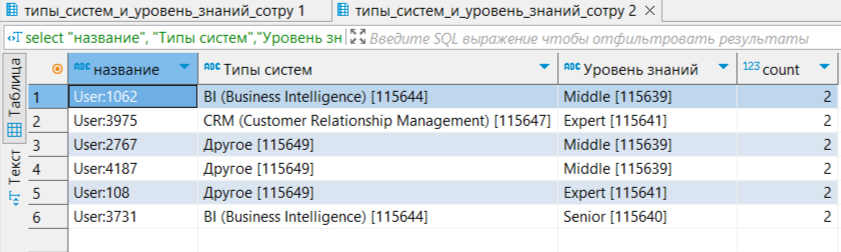 типы_систем_и_уровень_знаний_сотру 1
типы_систем_и_уровень_знаний_сотру 2
select "название", "Типы систем","Уровень зн
Введите SQL выражение чтобы отфильтровать результаты
Таблица
Текст
ABC название ABC Типы систем ABC Уровень знаний 123 count
1 User:1062 BI (Business Intelligence) [115644] Middle [115639] 2
2 User:3975 CRM (Customer Relationship Management) [115647] Expert [115641] 2
3 User:2767 Другое [115649] Middle [115639] 2
4 User:4187 Другое [115649] Middle [115639] 2
5 User:108 Другое [115649] Expert [115641] 2
6 User:3731 BI (Business Intelligence) [115644] Senior [115640] 2